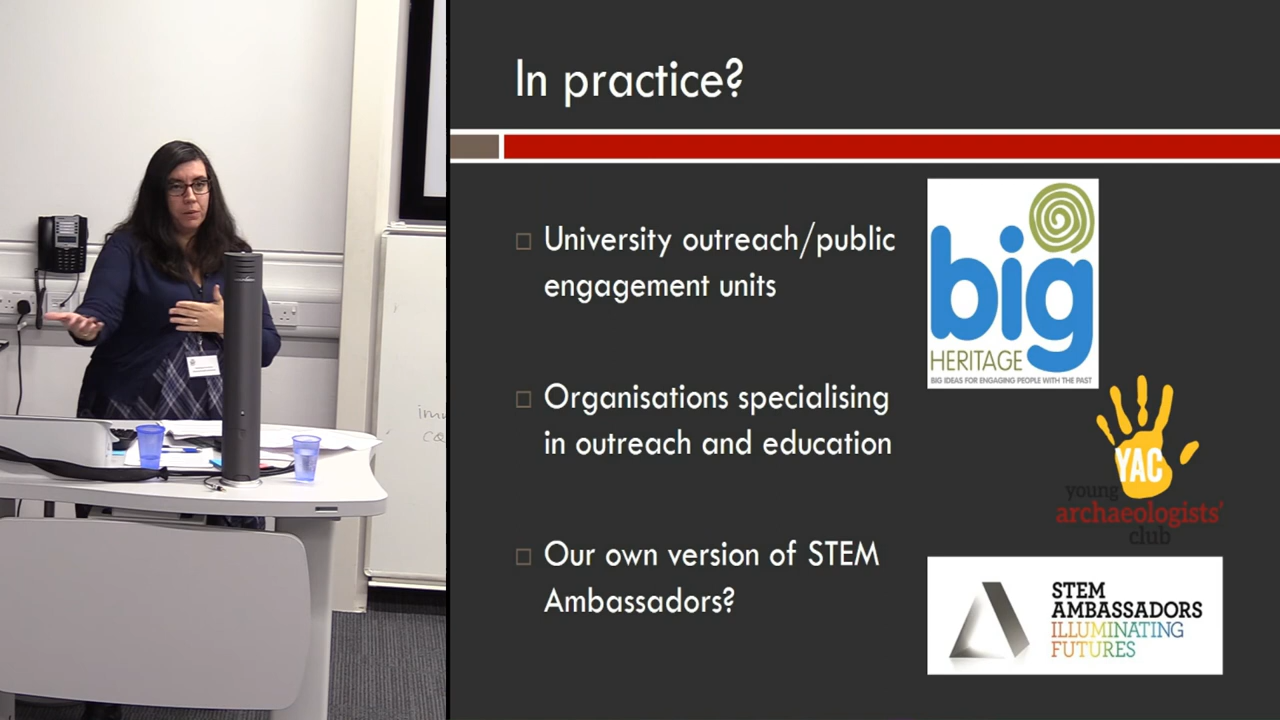 In practice?
University outreach/public
engagement units
big
HERITAGE
BIG IDEAS FOR ENGAGING PEOPLE WITH THE PAST
Organisations specialising
in outreach and education
YAC
young
archaeologists'
club
Our own version of STEM
Ambassadors?
STEM
AMBASSADORS
ILLUMINATING
FUTURES